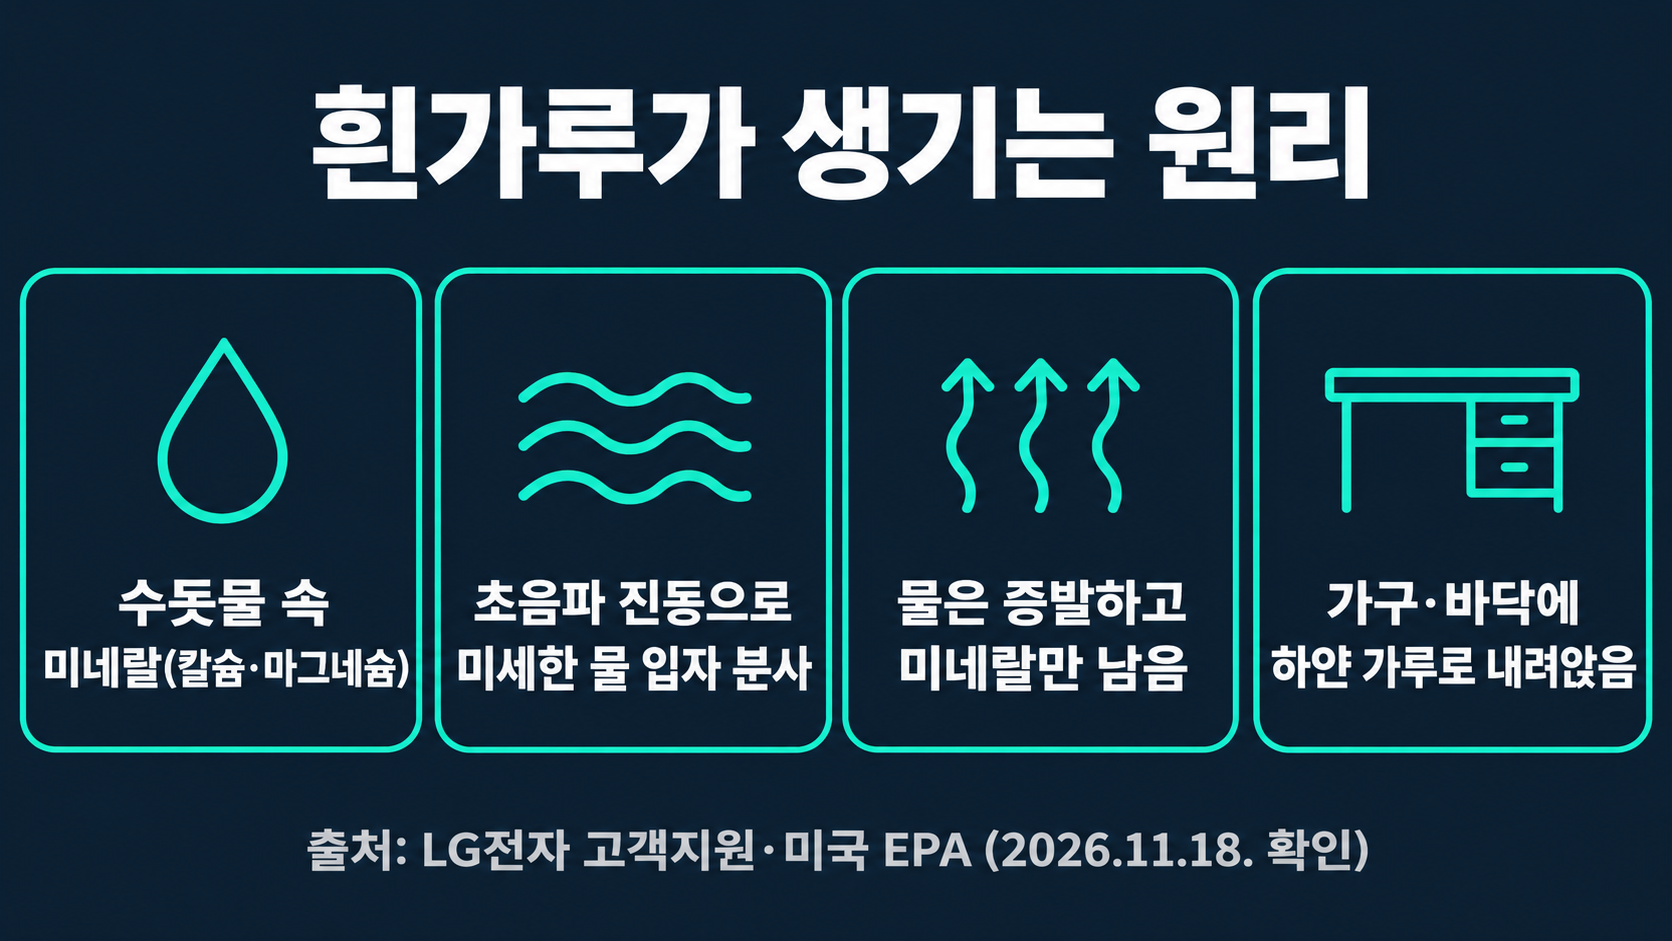 흰가루가 생기는 원리
수돗물 속
미네랄(칼슘·마그네슘)
초음파 진동으로
미세한 물 입자 분사
물은 증발하고
미네랄만 남음
가구·바닥에
하얀 가루로 내려앉음
출처: LG전자 고객지원·미국 EPA (2026.11.18. 확인)